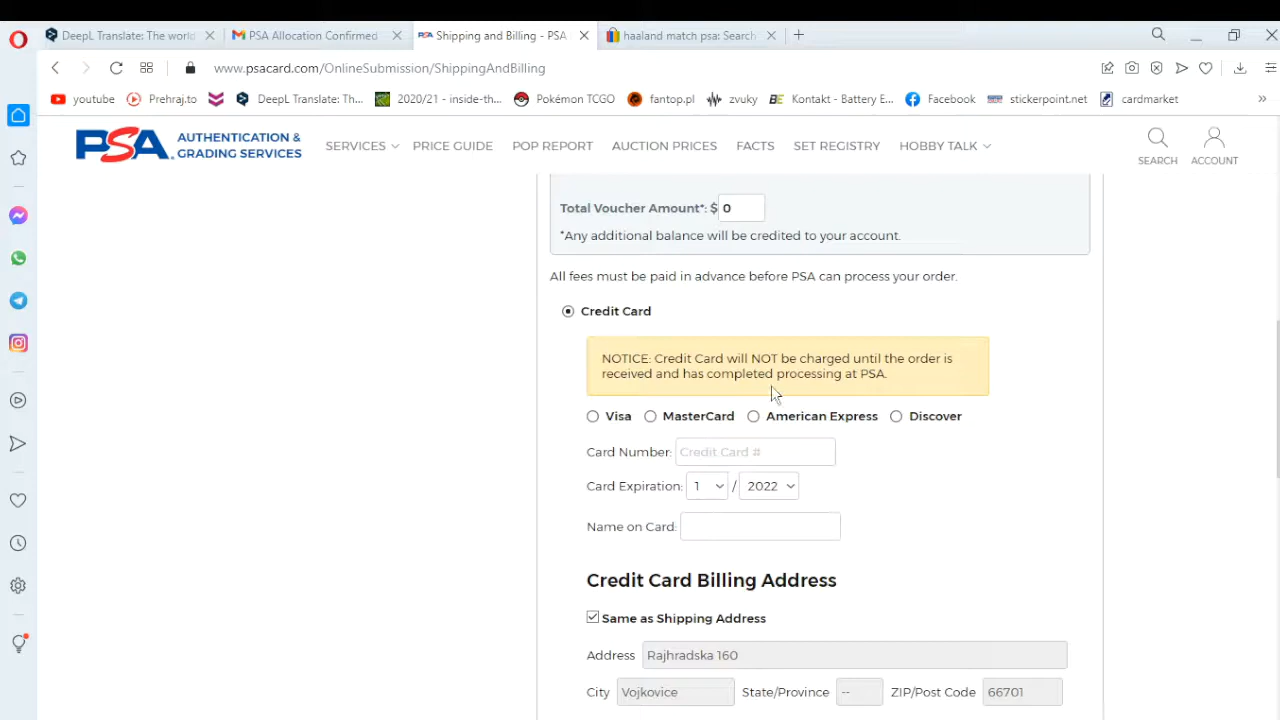 DeepL Translate: The world
PSA Allocation Confirmed
PSA Shipping and Billing - PSA
haaland match psa: Search
www.psacard.com/OnlineSubmission/ShippingAndBilling
youtube
Prehraj.to
DeepL Translate: Th...
2020/21 - inside-th...
Pokémon TCGO
fantop.pl
zvuky
BE Kontakt - Battery E...
Facebook
stickerpoint.net
cardmarket
PSA AUTHENTICATION &
GRADING SERVICES
SERVICES
PRICE GUIDE
POP REPORT
AUCTION PRICES
FACTS
SET REGISTRY
HOBBY TALK
SEARCH
ACCOUNT
Total Voucher Amount*: $ 0
*Any additional balance will be credited to your account.
All fees must be paid in advance before PSA can process your order.
Credit Card
NOTICE: Credit Card will NOT be charged until the order is
received and has completed processing at PSA.
Visa MasterCard American Express Discover
Card Number: Credit Card #
Card Expiration: 1 / 2022
Name on Card:
Credit Card Billing Address
Same as Shipping Address
Address Rajhradska 160
City Vojkovice State/Province -- ZIP/Post Code 66701